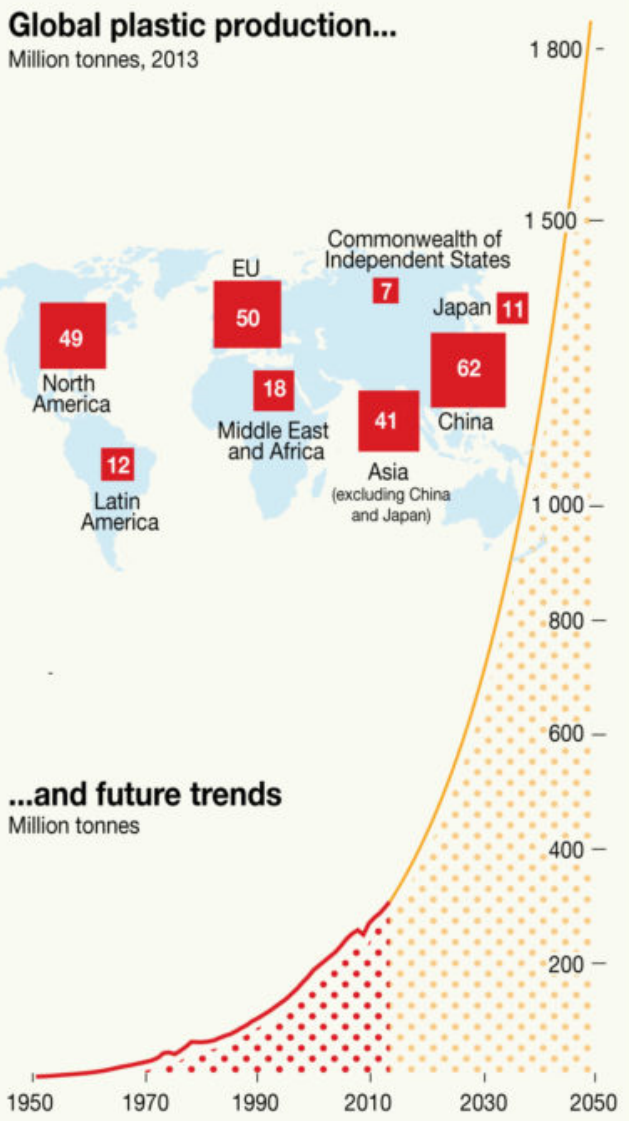 Global plastic production...
Million tonnes, 2013
1 800
1 500
Commonwealth of
Independent States
EU
7
Japan 11
50
49
62
North
America
18
China
41
Middle East
and Africa
12
Asia
(excluding China
and Japan)
Latin
America
1 000
800
600
...and future trends
Million tonnes
400
200
1950 1970 1990 2010 2030 2050